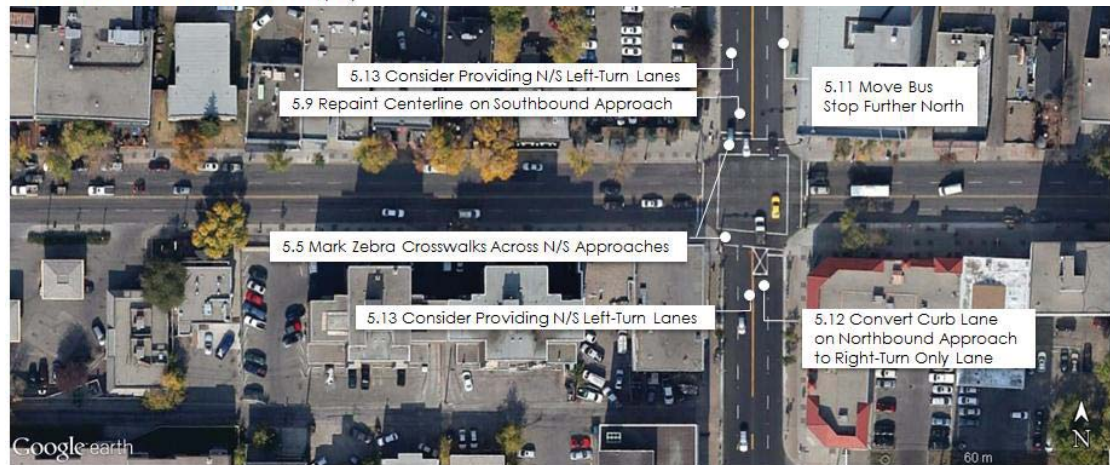 5.13 Consider Providing N/S Left-Turn Lanes
5.9 Repaint Centerline on Southbound Approach
5.11 Move Bus
Stop Further North
5.5 Mark Zebra Crosswalks Across N/S Approaches
5.13 Consider Providing N/S Left-Turn Lanes
5.12 Convert Curb Lane
on Northbound Approach
to Right-Turn Only Lane
Google earth
N
60 m